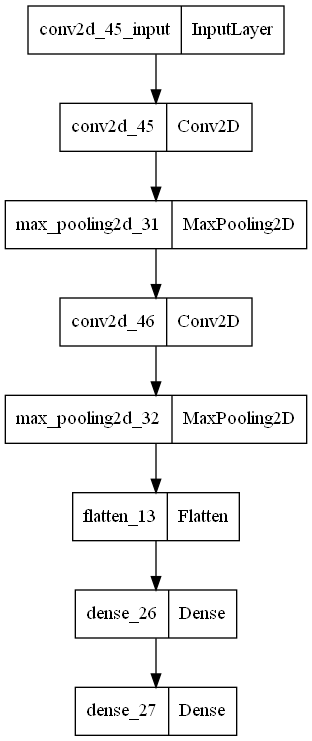 conv2d_45_input InputLayer
conv2d_45 Conv2D
max_pooling2d_31 MaxPooling2D
conv2d_46 Conv2D
max_pooling2d_32 MaxPooling2D
flatten_13 Flatten
dense_26 Dense
dense_27 Dense